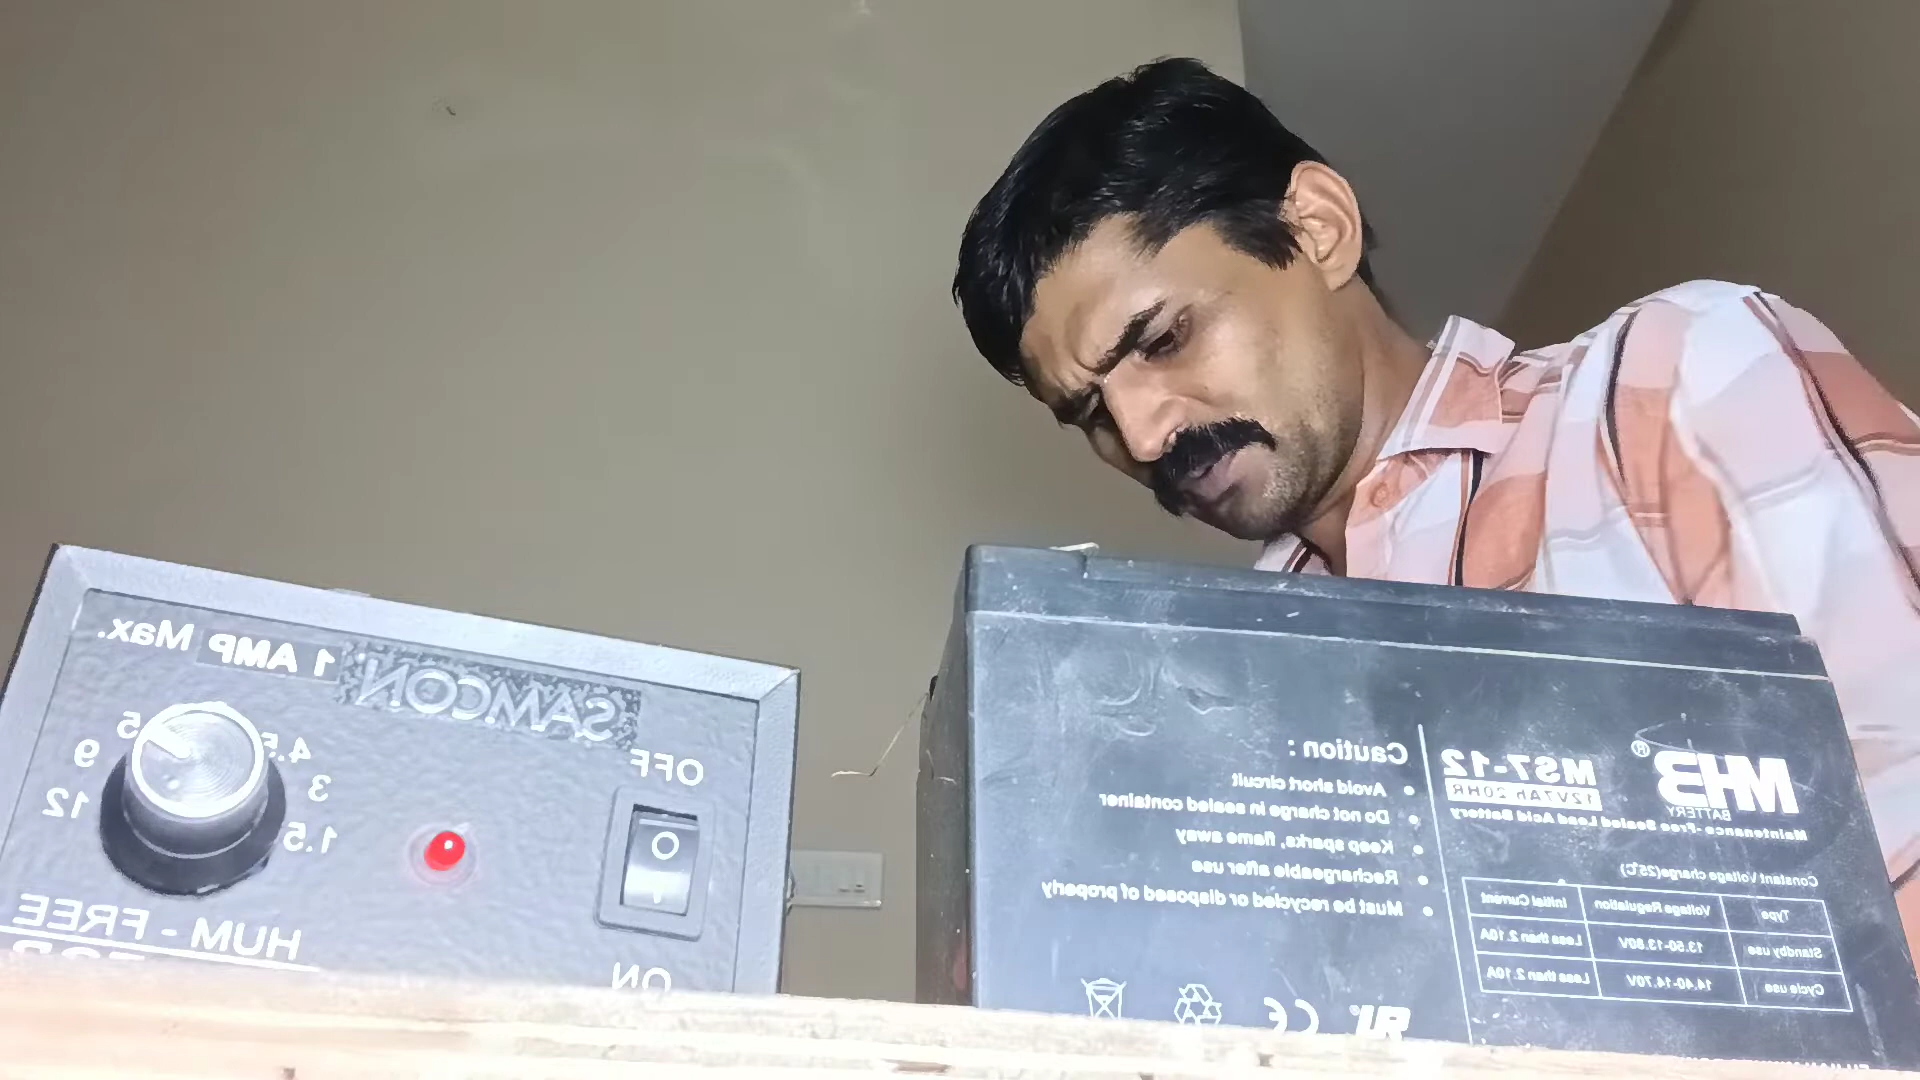 SAMCON
1 AMP Max.
OFF
4.5
3
1.5
9
12
ON
HUM - FREE
MHB®
BATTERY
MS7-12
12V7Ah 20HR
Maintenance-Free Sealed Lead Acid Battery
Constant Voltage charge(25℃)
Type Voltage Regulation Initial Current
Standby use 13.50-13.80V Less than 2.10A
Cycle use 14.40-14.70V Less than 2.10A
Caution :
• Avoid short circuit
• Do not charge in sealed container
• Keep sparks, flame away
• Rechargeable after use
• Must be recycled or disposed of properly
CE